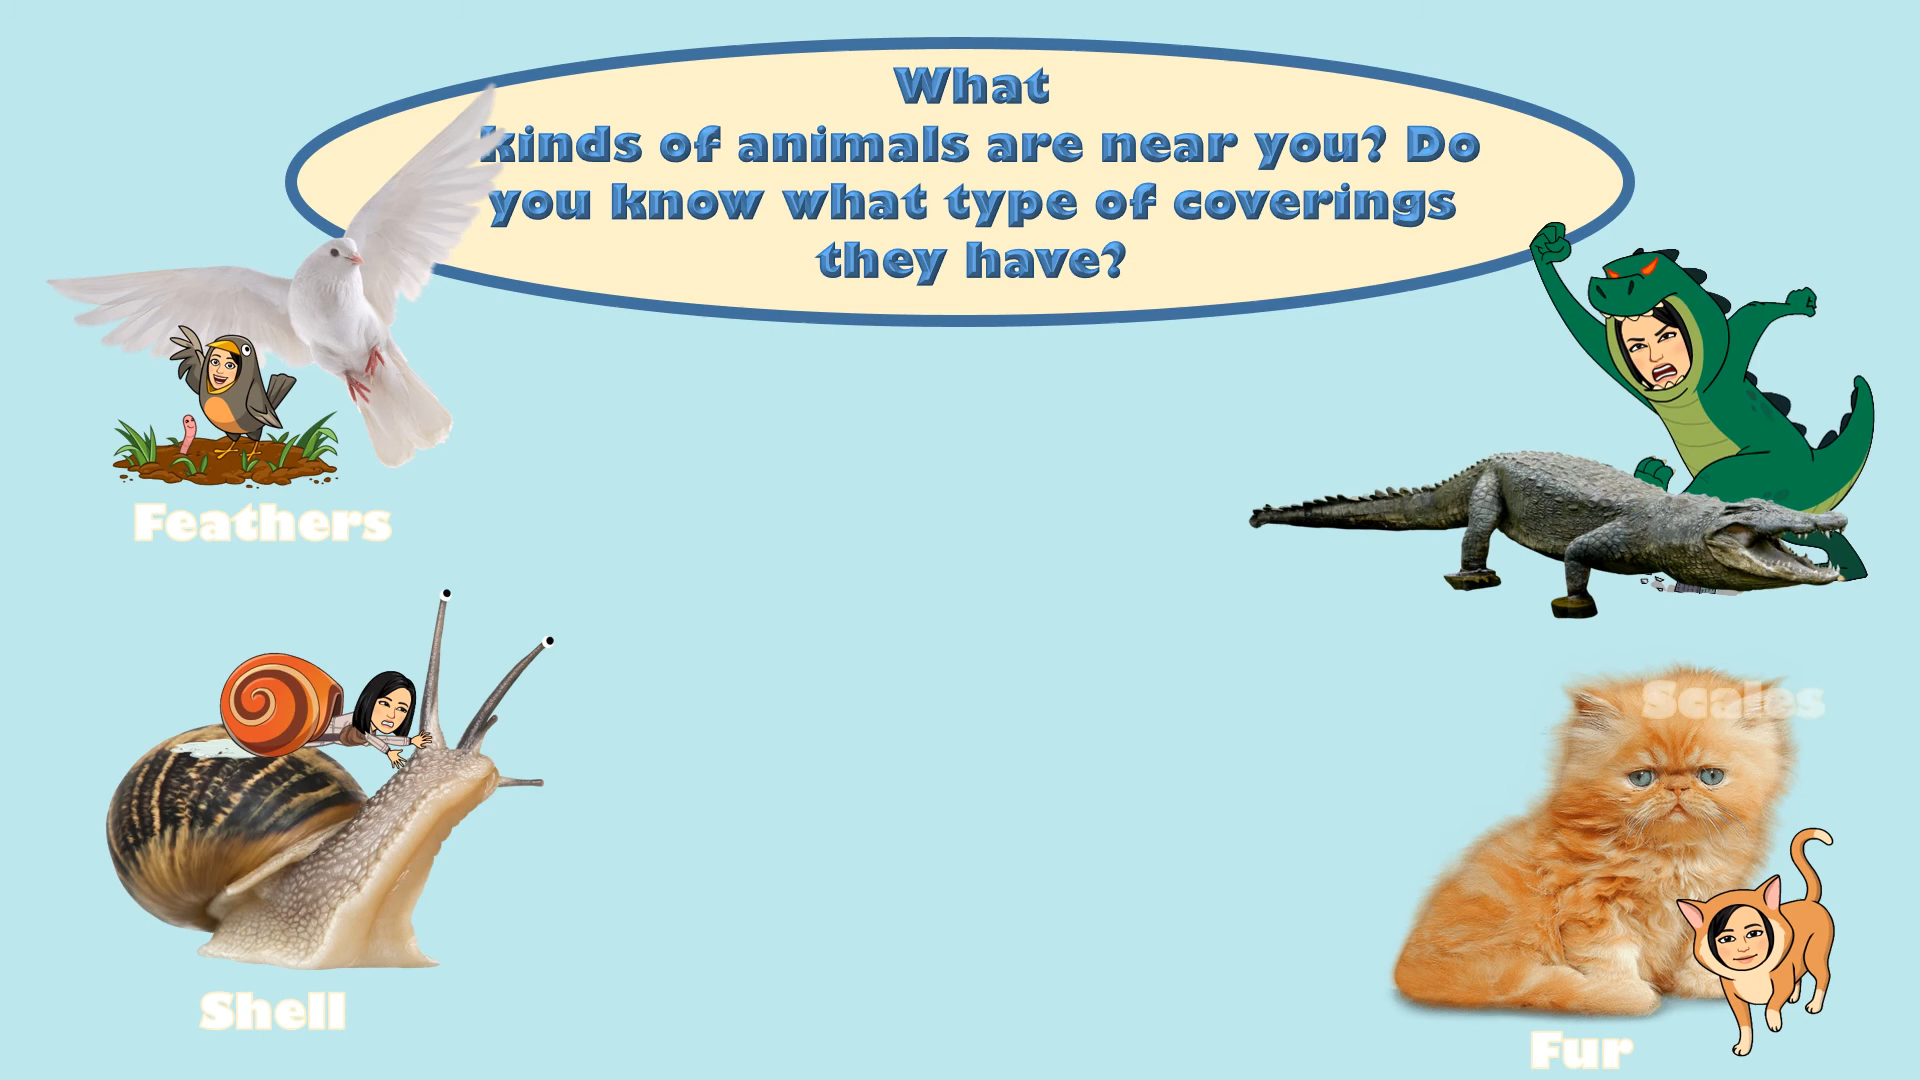 What
kinds of animals are near you? Do
you know what type of coverings
they have?
Feathers
Scales
Shell
Fur